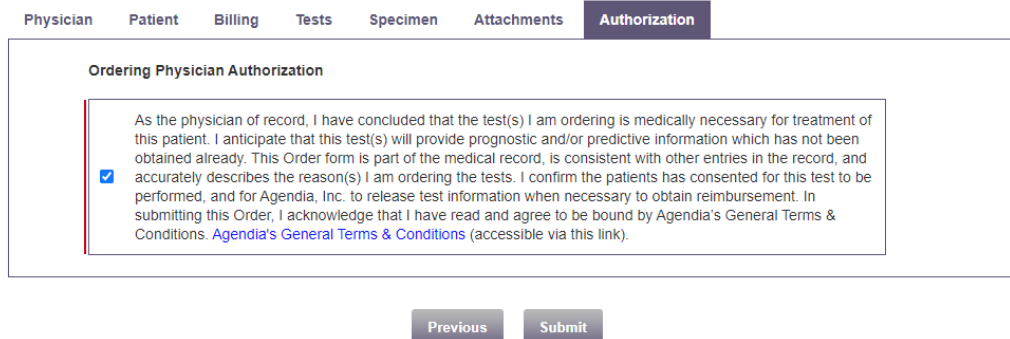 Physician Patient Billing Tests Specimen Attachments Authorization
Ordering Physician Authorization
As the physician of record, I have concluded that the test(s) I am ordering is medically necessary for treatment of
this patient. I anticipate that this test(s) will provide prognostic and/or predictive information which has not been
obtained already. This Order form is part of the medical record, is consistent with other entries in the record, and
accurately describes the reason(s) I am ordering the tests. I confirm the patients has consented for this test to be
performed, and for Agendia, Inc. to release test information when necessary to obtain reimbursement. In
submitting this Order, I acknowledge that I have read and agree to be bound by Agendia's General Terms &
Conditions. Agendia's General Terms & Conditions (accessible via this link).
Previous Submit